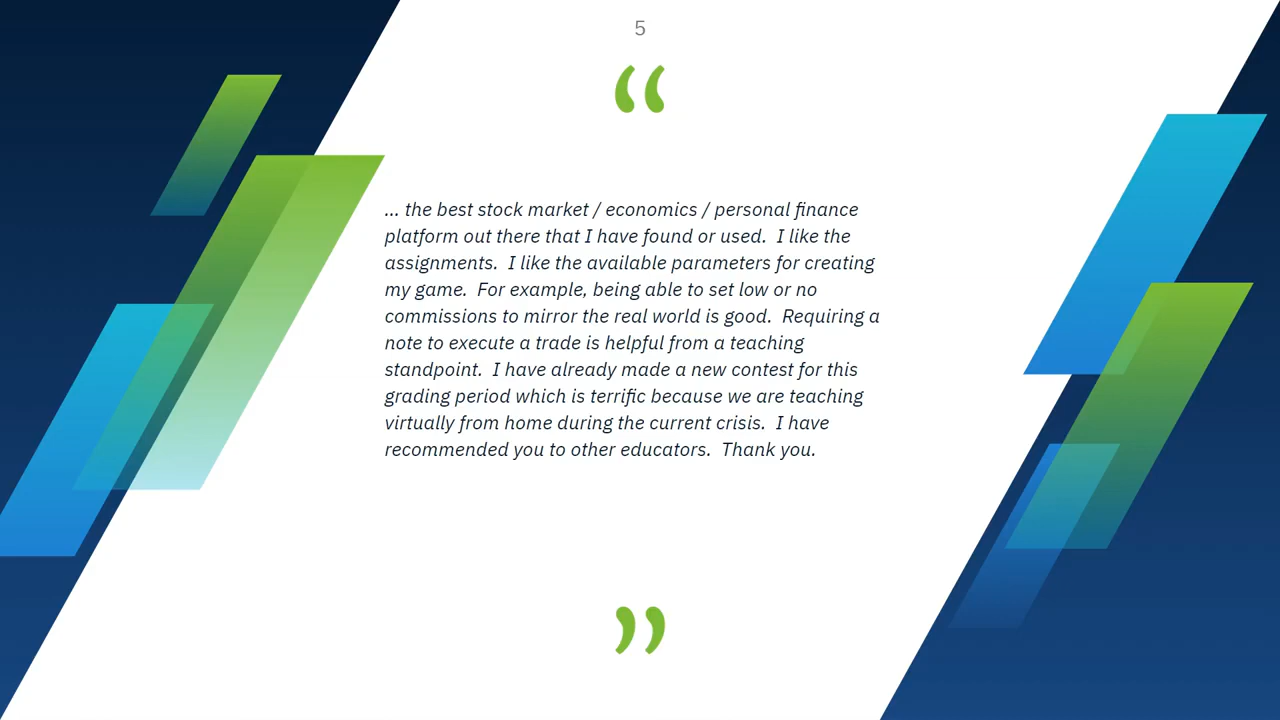 5
“
... the best stock market / economics / personal finance
platform out there that I have found or used.  I like the
assignments.  I like the available parameters for creating
my game.  For example, being able to set low or no
commissions to mirror the real world is good.  Requiring a
note to execute a trade is helpful from a teaching
standpoint.  I have already made a new contest for this
grading period which is terrific because we are teaching
virtually from home during the current crisis.  I have
recommended you to other educators.  Thank you.
”